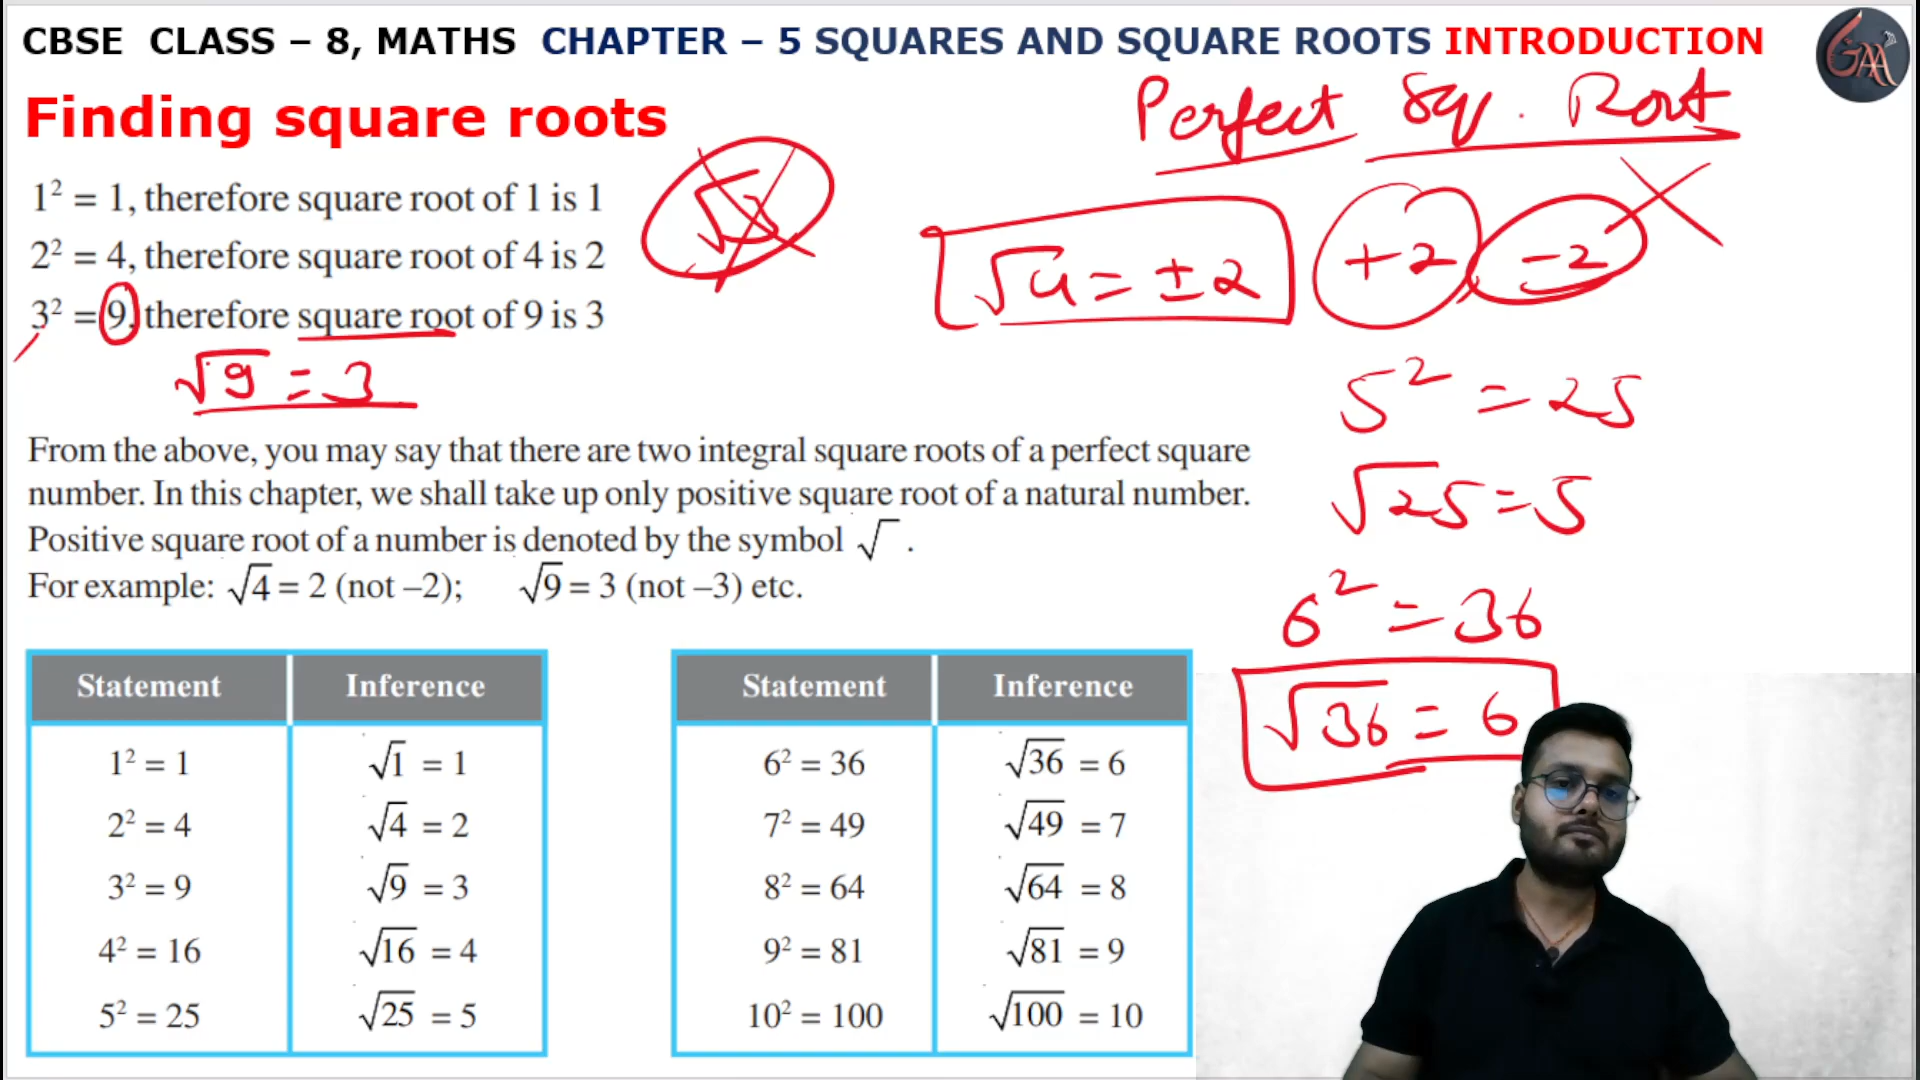 CBSE CLASS – 8, MATHS CHAPTER – 5 SQUARES AND SQUARE ROOTS INTRODUCTION
GAA
Finding square roots
Perfect Sq. Root
1² = 1, therefore square root of 1 is 1
2² = 4, therefore square root of 4 is 2
3² = 9, therefore square root of 9 is 3
√9 = 3
√4 = ±2
+2
-2
5² = 25
√25 = 5
6² = 36
√36 = 6
From the above, you may say that there are two integral square roots of a perfect square
number. In this chapter, we shall take up only positive square root of a natural number.
Positive square root of a number is denoted by the symbol √ .
For example: √4 = 2 (not –2); √9 = 3 (not –3) etc.
Statement Inference
1² = 1 √1 = 1
2² = 4 √4 = 2
3² = 9 √9 = 3
4² = 16 √16 = 4
5² = 25 √25 = 5
Statement Inference
6² = 36 √36 = 6
7² = 49 √49 = 7
8² = 64 √64 = 8
9² = 81 √81 = 9
10² = 100 √100 = 10